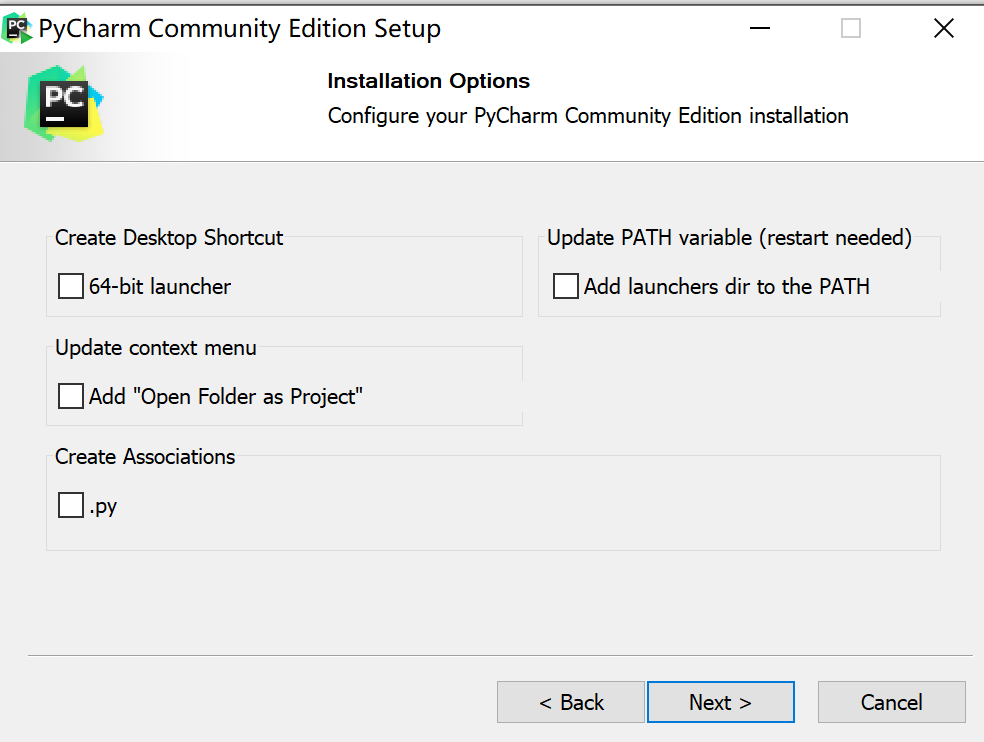 PC PyCharm Community Edition Setup
PC
Installation Options
Configure your PyCharm Community Edition installation
Create Desktop Shortcut
64-bit launcher
Update PATH variable (restart needed)
Add launchers dir to the PATH
Update context menu
Add "Open Folder as Project"
Create Associations
.py
< Back
Next >
Cancel